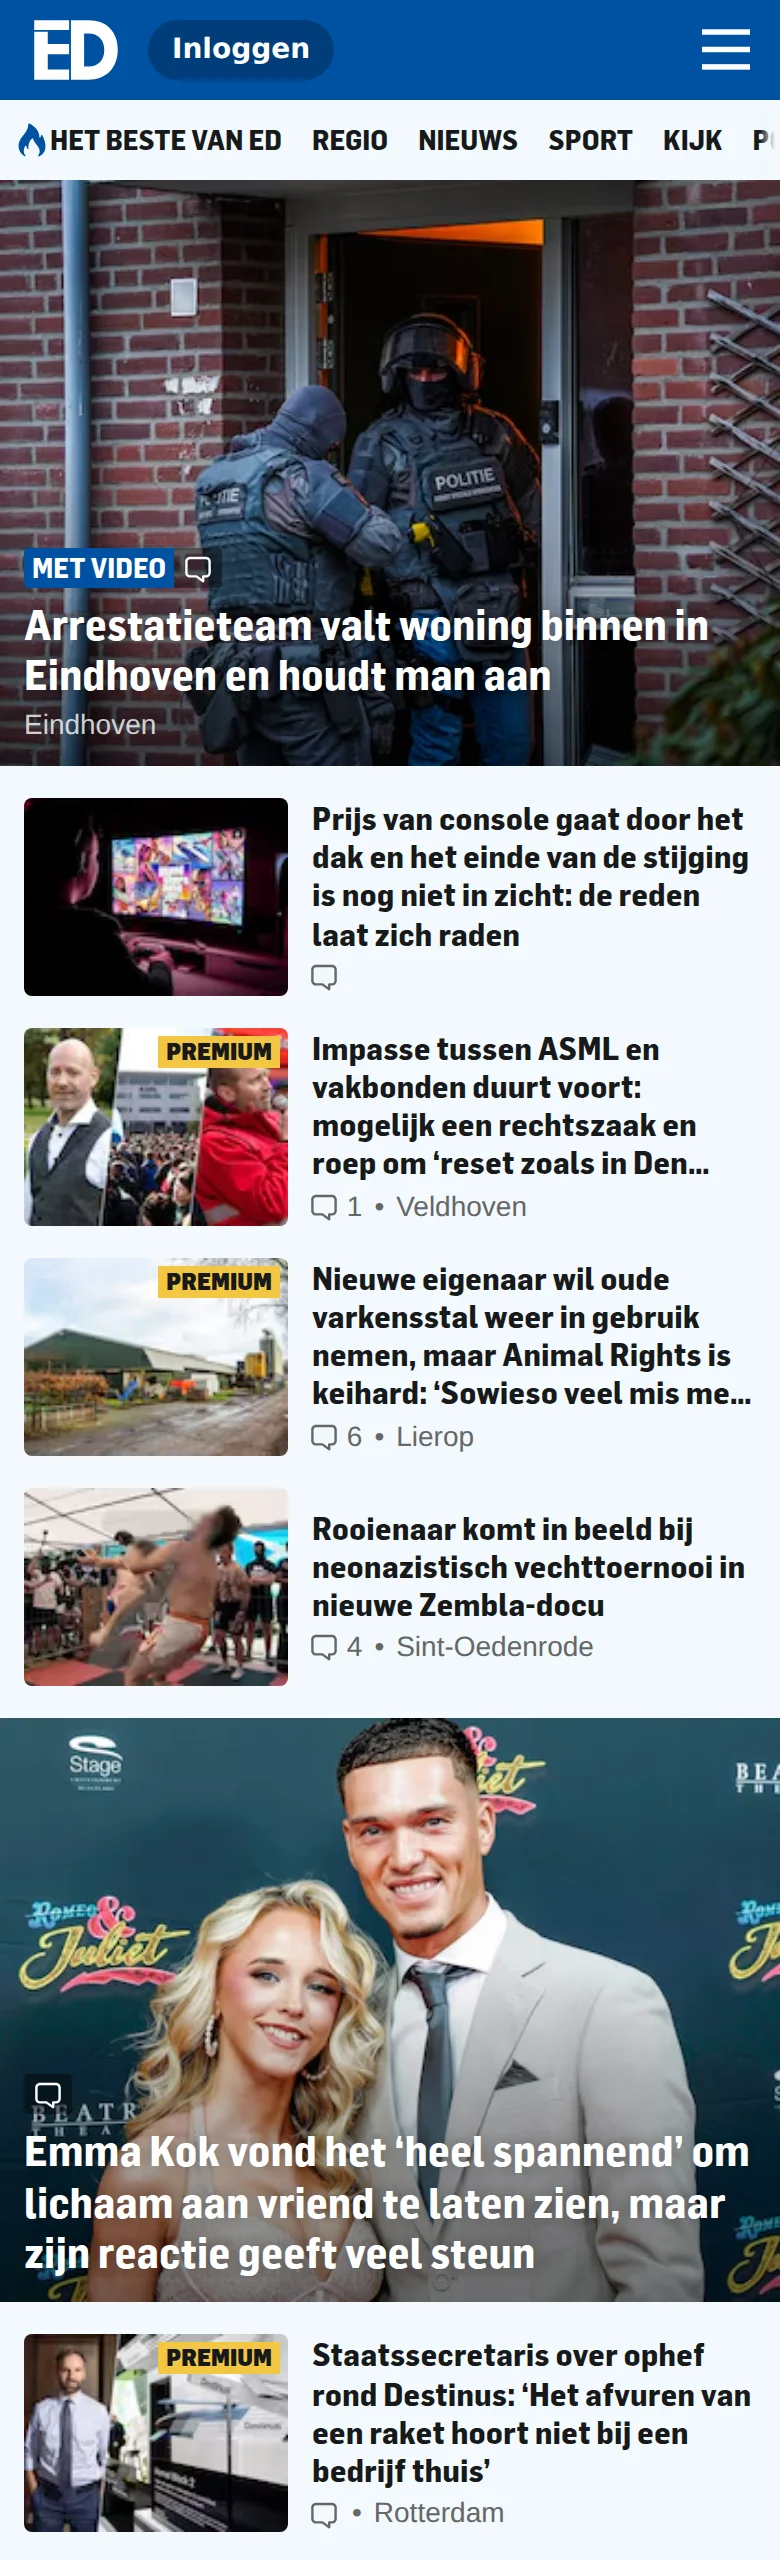 ED
Inloggen
HET BESTE VAN ED REGIO NIEUWS SPORT KIJK
POLITIE
MET VIDEO
Arrestatieteam valt woning binnen in
Eindhoven en houdt man aan
Eindhoven
Prijs van console gaat door het
dak en het einde van de stijging
is nog niet in zicht: de reden
laat zich raden
PREMIUM
Impasse tussen ASML en
vakbonden duurt voort:
mogelijk een rechtszaak en
roep om ‘reset zoals in Den...
1 • Veldhoven
PREMIUM
Nieuwe eigenaar wil oude
varkensstal weer in gebruik
nemen, maar Animal Rights is
keihard: ‘Sowieso veel mis me...
6 • Lierop
Rooienaar komt in beeld bij
neonazistisch vechttoernooi in
nieuwe Zembla-docu
4 • Sint-Oedenrode
Stage
ROMEO
&
Juliet
Emma Kok vond het ‘heel spannend’ om
lichaam aan vriend te laten zien, maar
zijn reactie geeft veel steun
PREMIUM
Destinus
Staatssecretaris over ophef
rond Destinus: ‘Het afvuren van
een raket hoort niet bij een
bedrijf thuis’
• Rotterdam